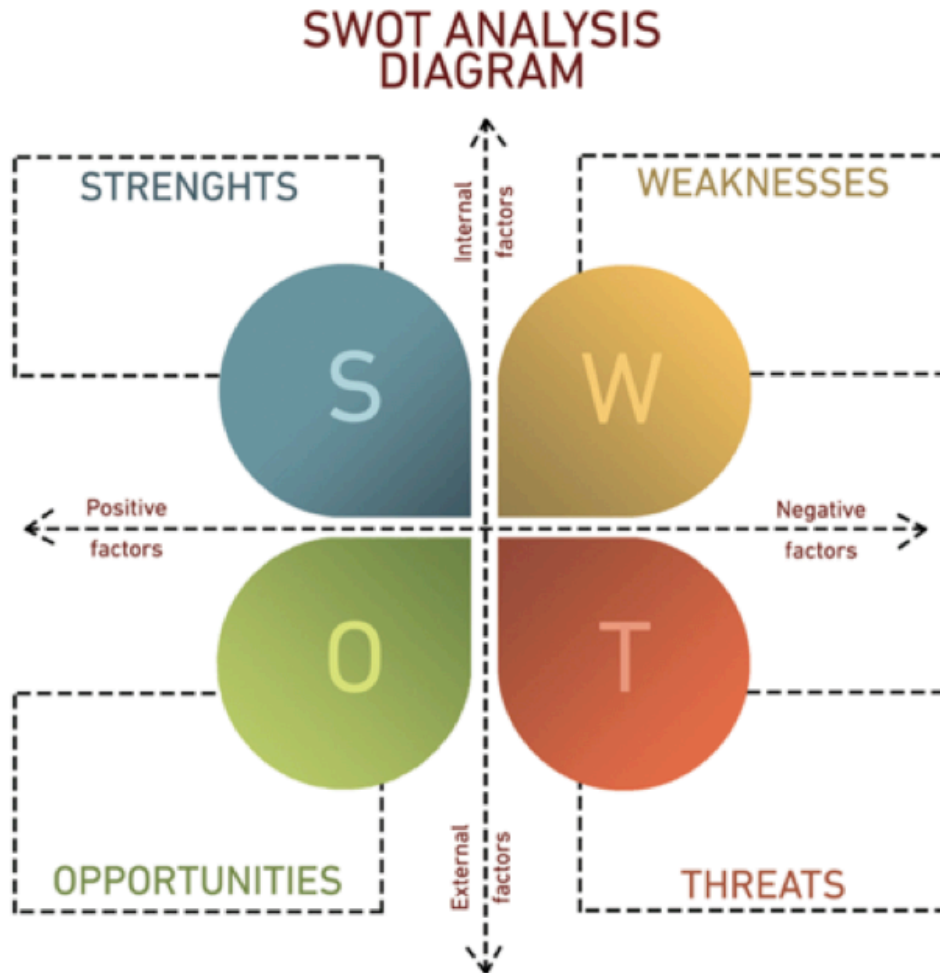 SWOT ANALYSIS
DIAGRAM
STRENGHTS
WEAKNESSES
Internal
factors
S
W
Positive
factors
Negative
factors
O
T
OPPORTUNITIES
External
factors
THREATS